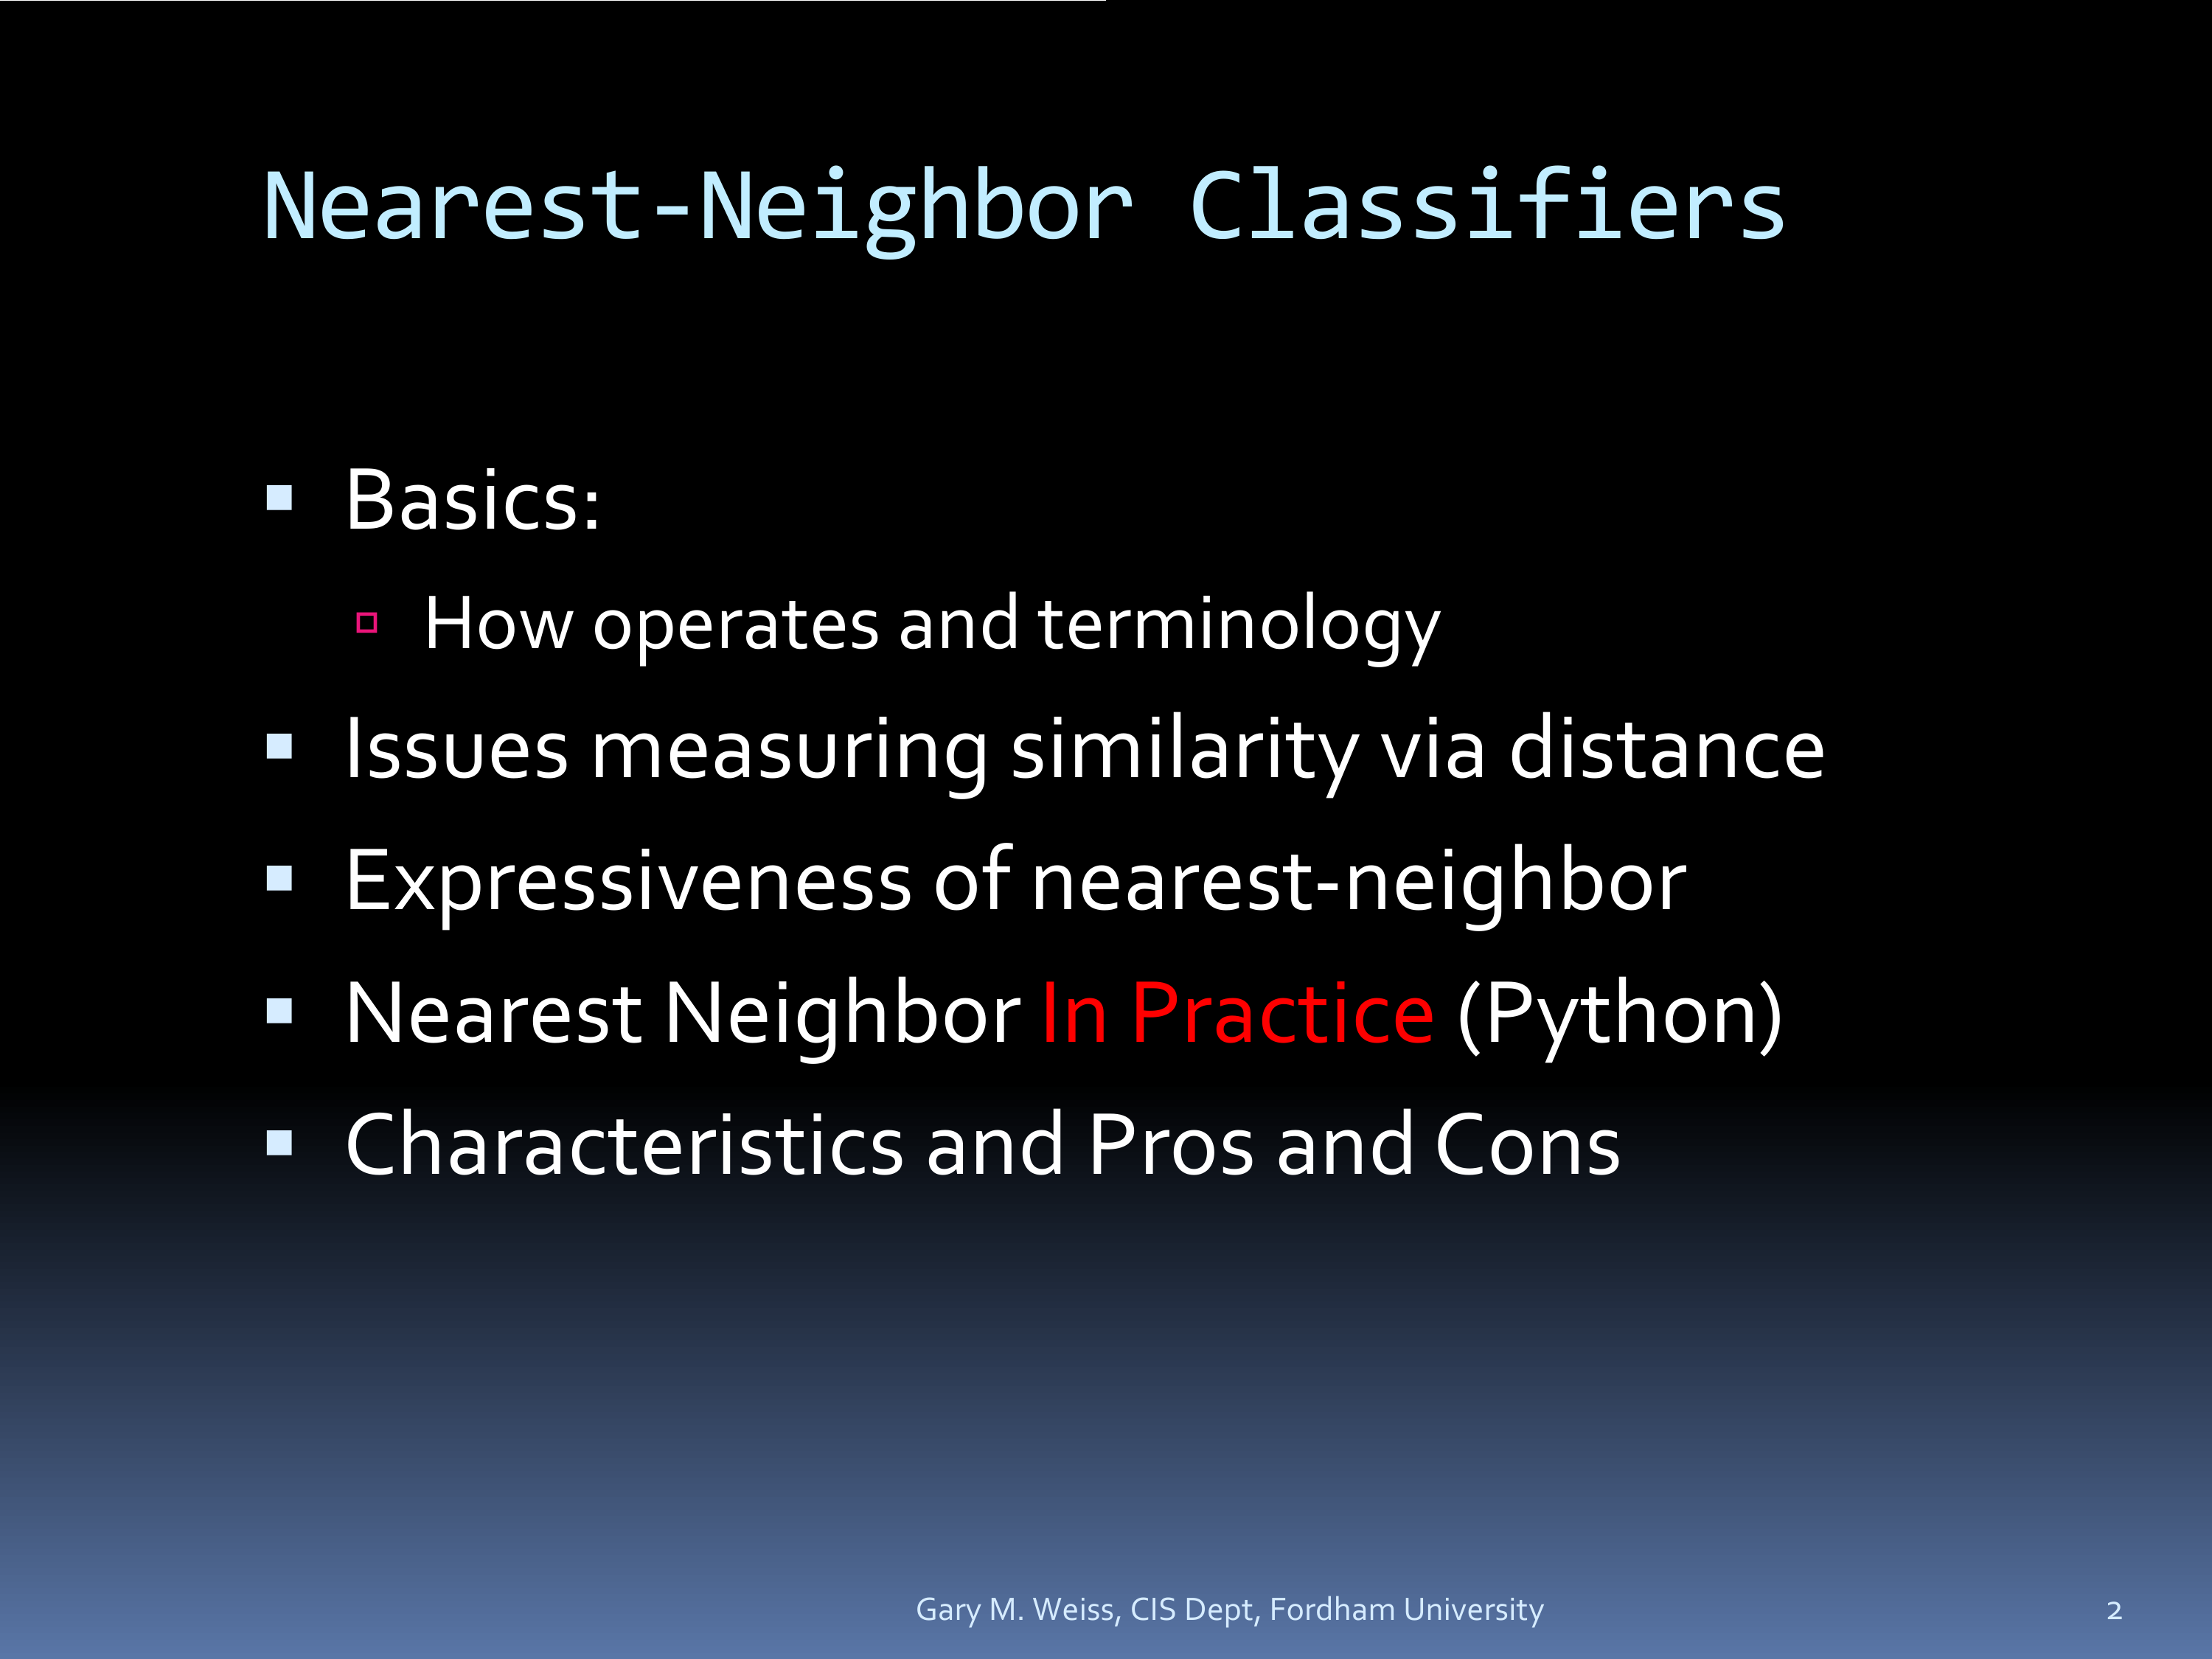 Nearest-Neighbor Classifiers
Basics:
How operates and terminology
Issues measuring similarity via distance
Expressiveness of nearest-neighbor
Nearest Neighbor In Practice (Python)
Characteristics and Pros and Cons
Gary M. Weiss, CIS Dept, Fordham University
2